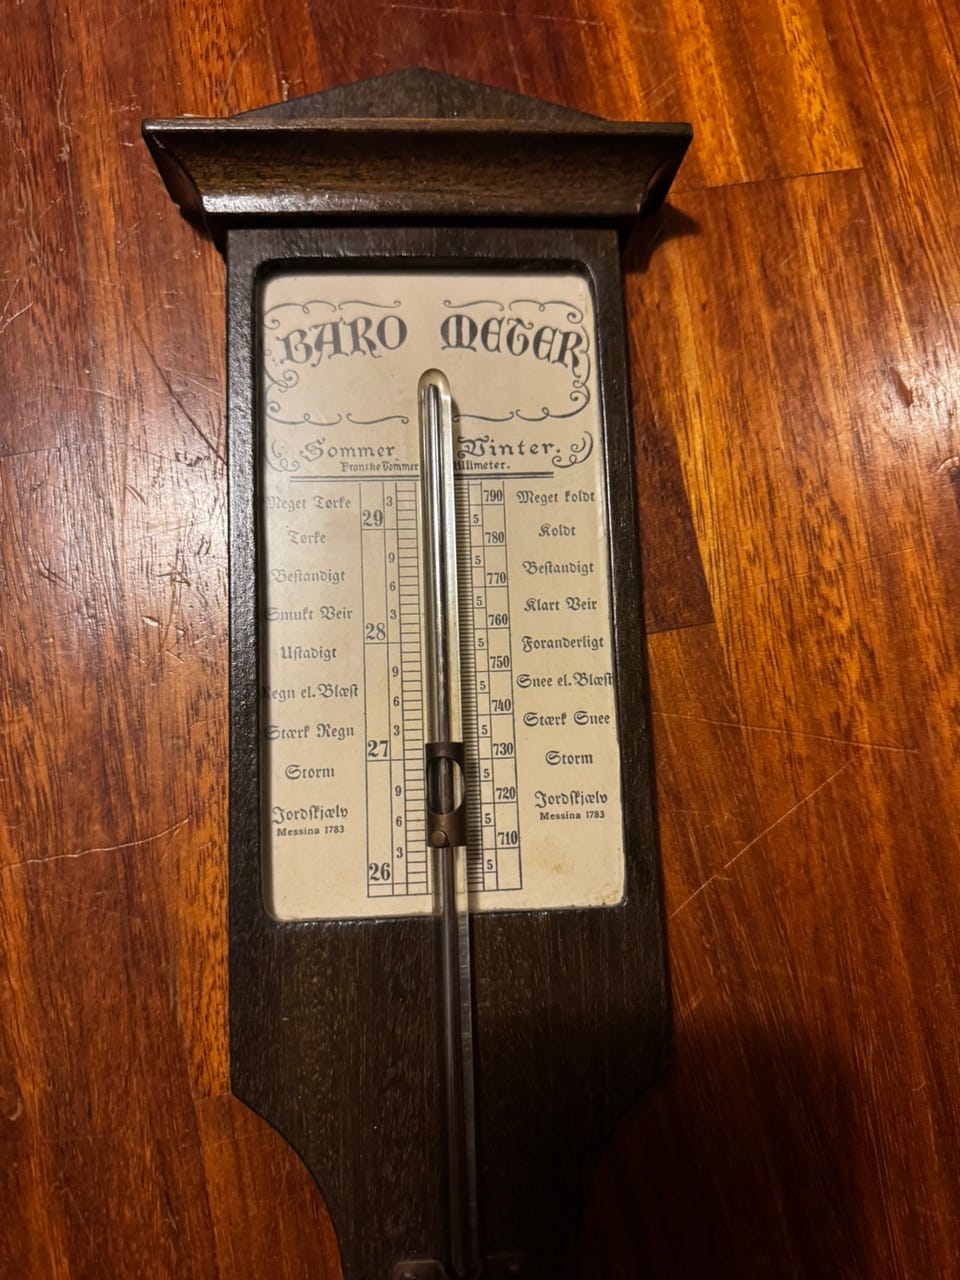 BARO METER
Sommer. Winter.
Franske Tommer Millimeter.
Meget Tørke 3 790 Meget koldt
29 5
Tørke 780 Koldt
9 5
Bestandigt 6 770 Bestandigt
Smukt Veir 3 5 Klart Veir
28 760
Ustadigt 5 Foranderligt
9 750
Regn el. Blæst 6 5 Snee el. Blæst
740
Stærk Regn 3 5 Stærk Snee
27 730
Storm 5 Storm
9 720
Jordskjælv 6 5 Jordskjælv
Messina 1783 710 Messina 1783
3 5
26